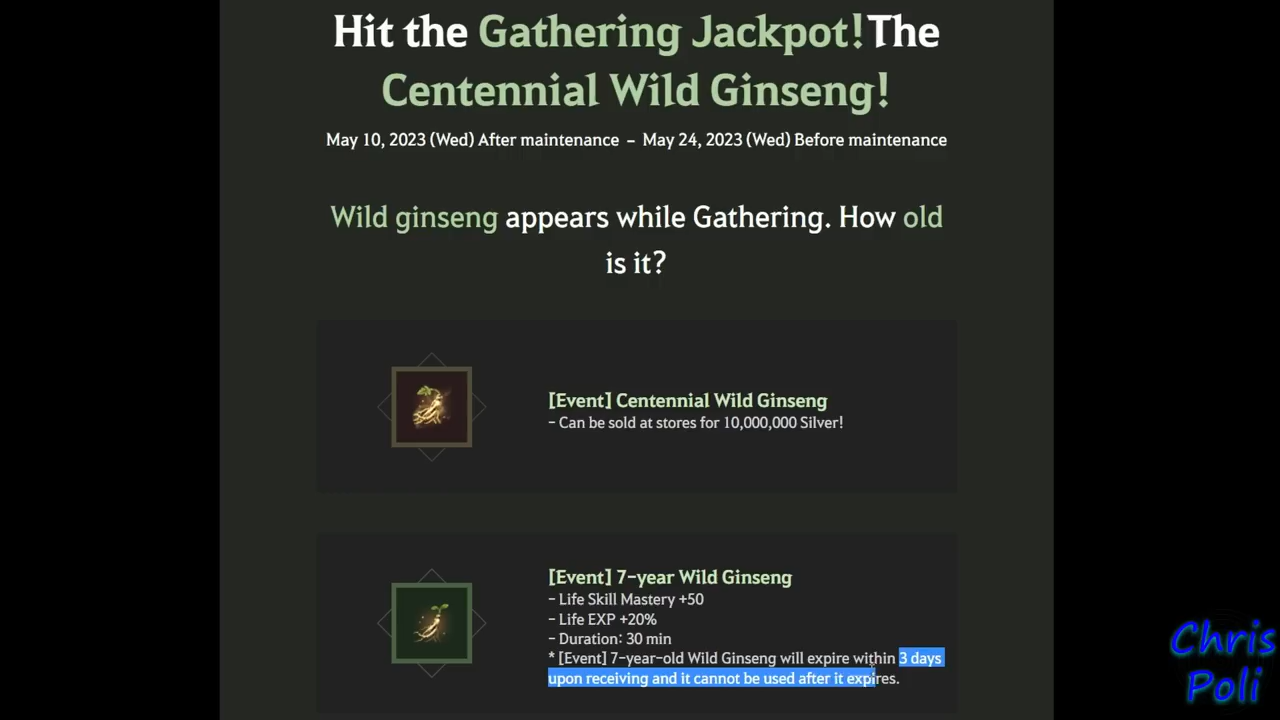 Hit the Gathering Jackpot!The
Centennial Wild Ginseng!
May 10, 2023 (Wed) After maintenance – May 24, 2023 (Wed) Before maintenance
Wild ginseng appears while Gathering. How old
is it?
[Event] Centennial Wild Ginseng
- Can be sold at stores for 10,000,000 Silver!
[Event] 7-year Wild Ginseng
- Life Skill Mastery +50
- Life EXP +20%
- Duration: 30 min
* [Event] 7-year-old Wild Ginseng will expire within 3 days
upon receiving and it cannot be used after it expires.
Chris
Poli